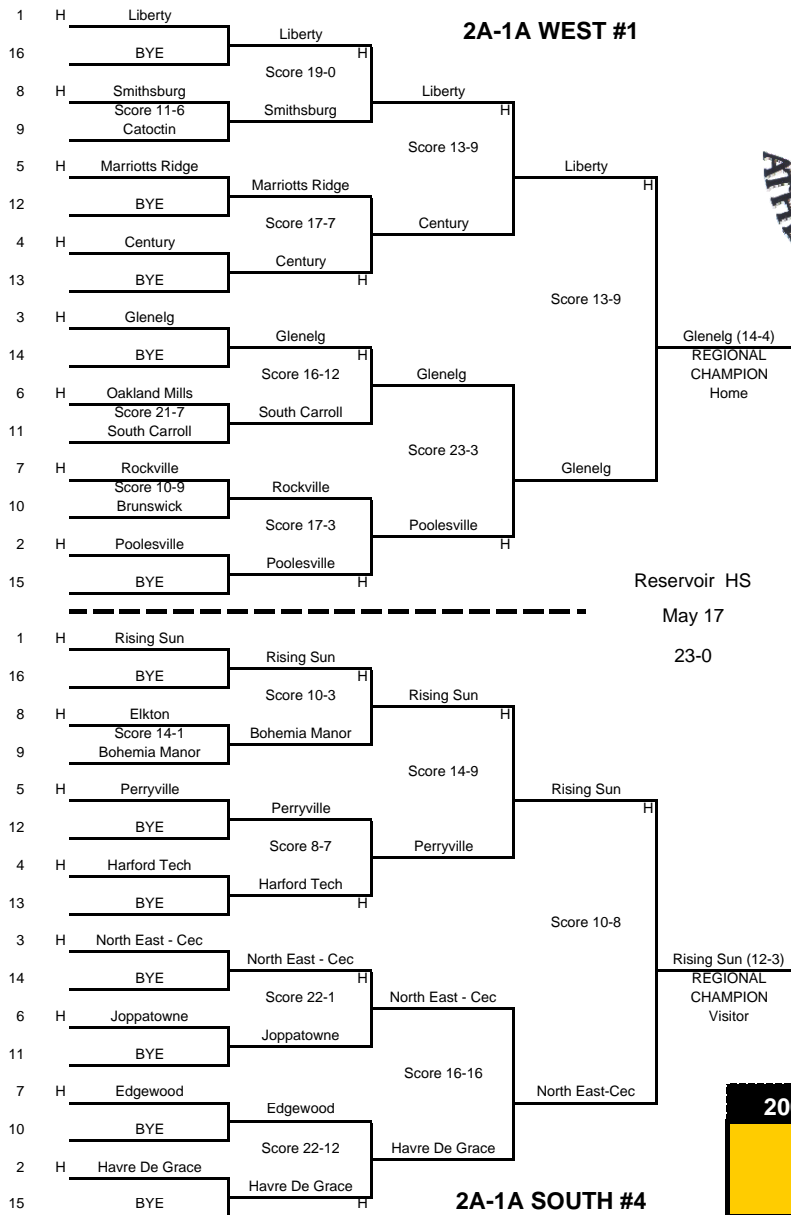 2A-1A WEST #1
1 H Liberty
16 BYE
Liberty
H
Score 19-0
8 H Smithsburg
Score 11-6
9 Catoctin
Smithsburg
Liberty
H
Score 13-9
5 H Marriotts Ridge
12 BYE
Marriotts Ridge
Score 17-7
4 H Century
13 BYE
Century
H
Century
Liberty
H
Score 13-9
3 H Glenelg
14 BYE
Glenelg
H
Score 16-12
6 H Oakland Mills
Score 21-7
11 South Carroll
South Carroll
Glenelg
Score 23-3
7 H Rockville
Score 10-9
10 Brunswick
Rockville
Score 17-3
2 H Poolesville
15 BYE
Poolesville
H
Poolesville
H
Glenelg
Glenelg (14-4)
REGIONAL
CHAMPION
Home
Reservoir HS
May 17
23-0
1 H Rising Sun
16 BYE
Rising Sun
H
Score 10-3
8 H Elkton
Score 14-1
9 Bohemia Manor
Bohemia Manor
Rising Sun
H
Score 14-9
5 H Perryville
12 BYE
Perryville
Score 8-7
4 H Harford Tech
13 BYE
Harford Tech
H
Perryville
Rising Sun
H
Score 10-8
3 H North East - Cec
14 BYE
North East - Cec
H
Score 22-1
6 H Joppatowne
11 BYE
Joppatowne
North East - Cec
Score 16-16
7 H Edgewood
10 BYE
Edgewood
Score 22-12
2 H Havre De Grace
15 BYE
Havre De Grace
H
Havre De Grace
North East-Cec
Rising Sun (12-3)
REGIONAL
CHAMPION
Visitor
2A-1A SOUTH #4
20